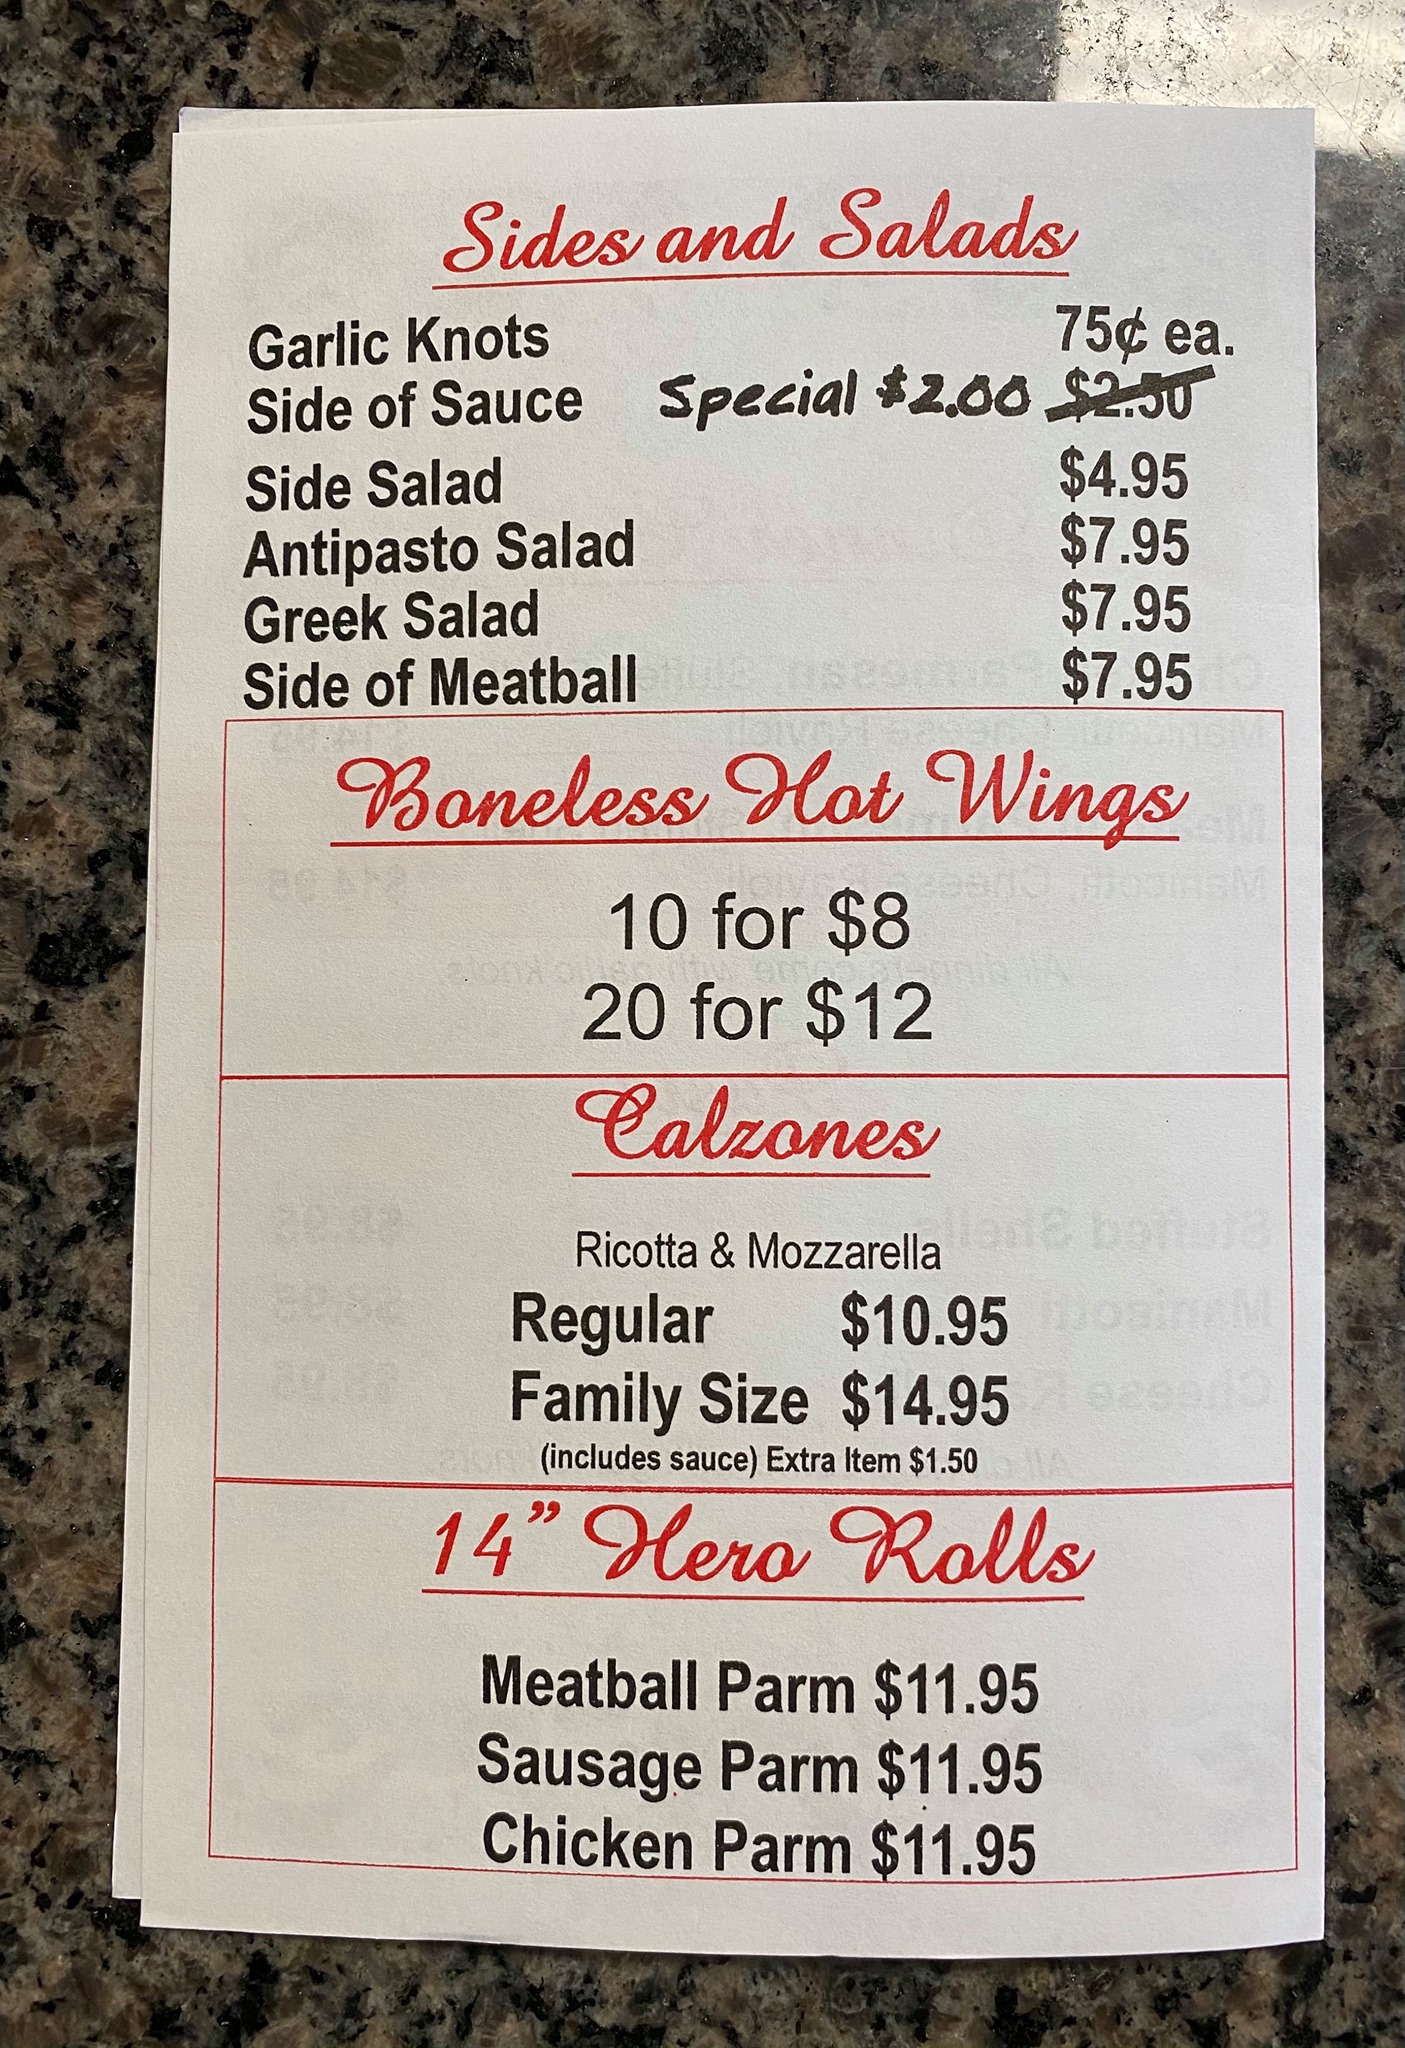 Sides and Salads
Garlic Knots 75¢ ea.
Side of Sauce Special $2.00 $2.50
Side Salad $4.95
Antipasto Salad $7.95
Greek Salad $7.95
Side of Meatball $7.95
Boneless Hot Wings
10 for $8
20 for $12
Calzones
Ricotta & Mozzarella
Regular $10.95
Family Size $14.95
(includes sauce) Extra Item $1.50
14” Hero Rolls
Meatball Parm $11.95
Sausage Parm $11.95
Chicken Parm $11.95